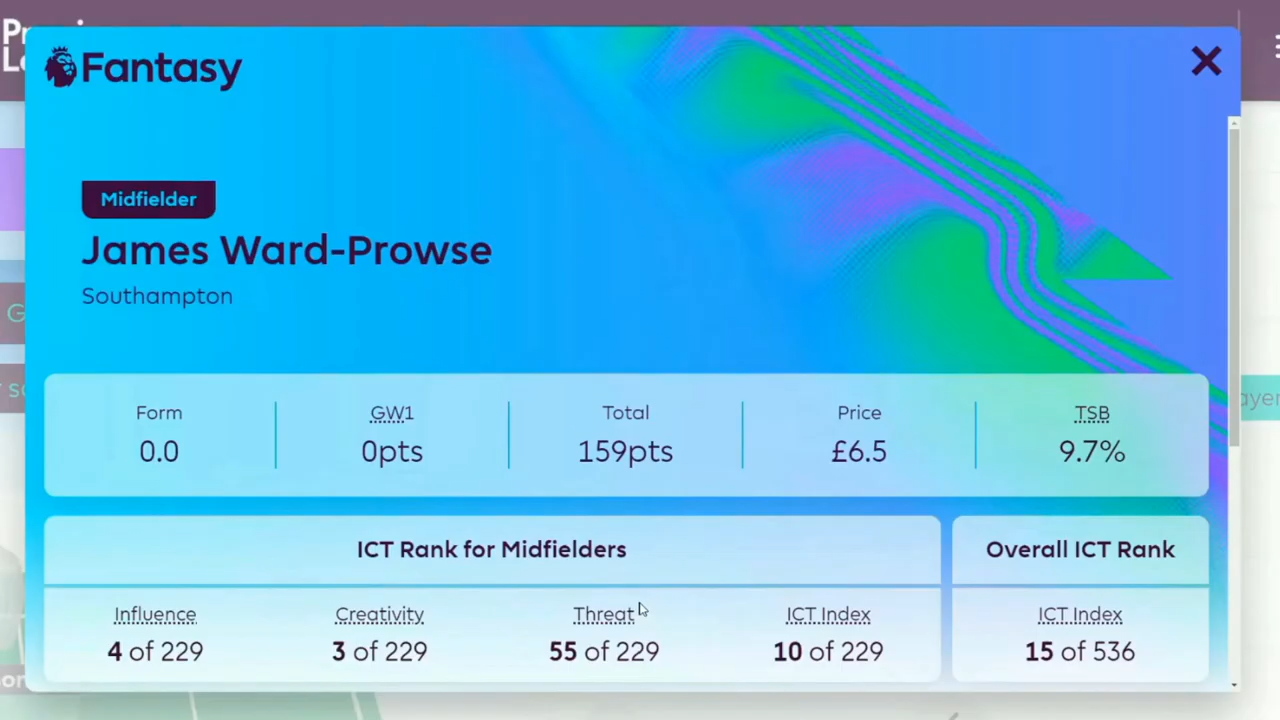 Fantasy
Midfielder
James Ward-Prowse
Southampton
Form GW1 Total Price TSB
0.0 0pts 159pts £6.5 9.7%
ICT Rank for Midfielders Overall ICT Rank
Influence Creativity Threat ICT Index ICT Index
4 of 229 3 of 229 55 of 229 10 of 229 15 of 536